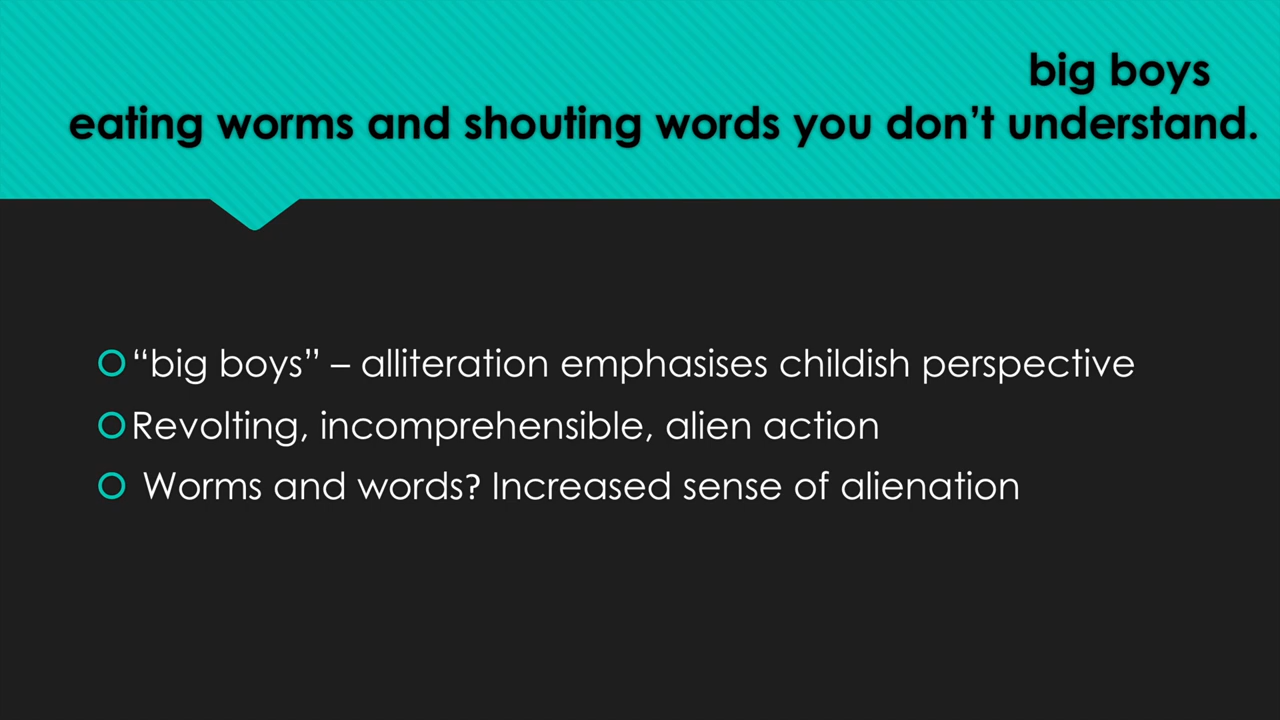 big boys
eating worms and shouting words you don’t understand.
“big boys” – alliteration emphasises childish perspective
Revolting, incomprehensible, alien action
Worms and words? Increased sense of alienation